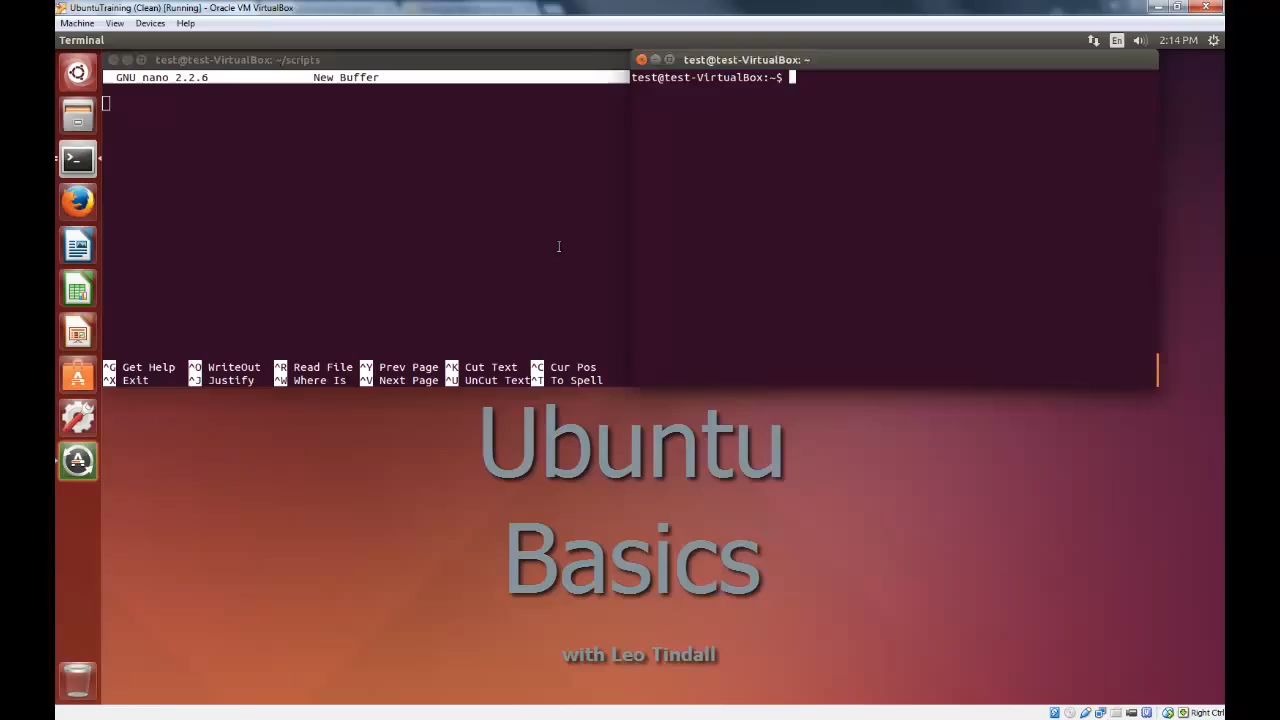 UbuntuTraining (Clean) [Running] - Oracle VM VirtualBox
Machine View Devices Help
Terminal
En
2:14 PM
test@test-VirtualBox: ~/scripts
test@test-VirtualBox: ~
GNU nano 2.2.6 New Buffer
test@test-VirtualBox:~$
^G Get Help ^O WriteOut ^R Read File ^Y Prev Page ^K Cut Text ^C Cur Pos
^X Exit ^J Justify ^W Where Is ^V Next Page ^U UnCut Text ^T To Spell
Ubuntu
Basics
with Leo Tindall
Right Ctrl